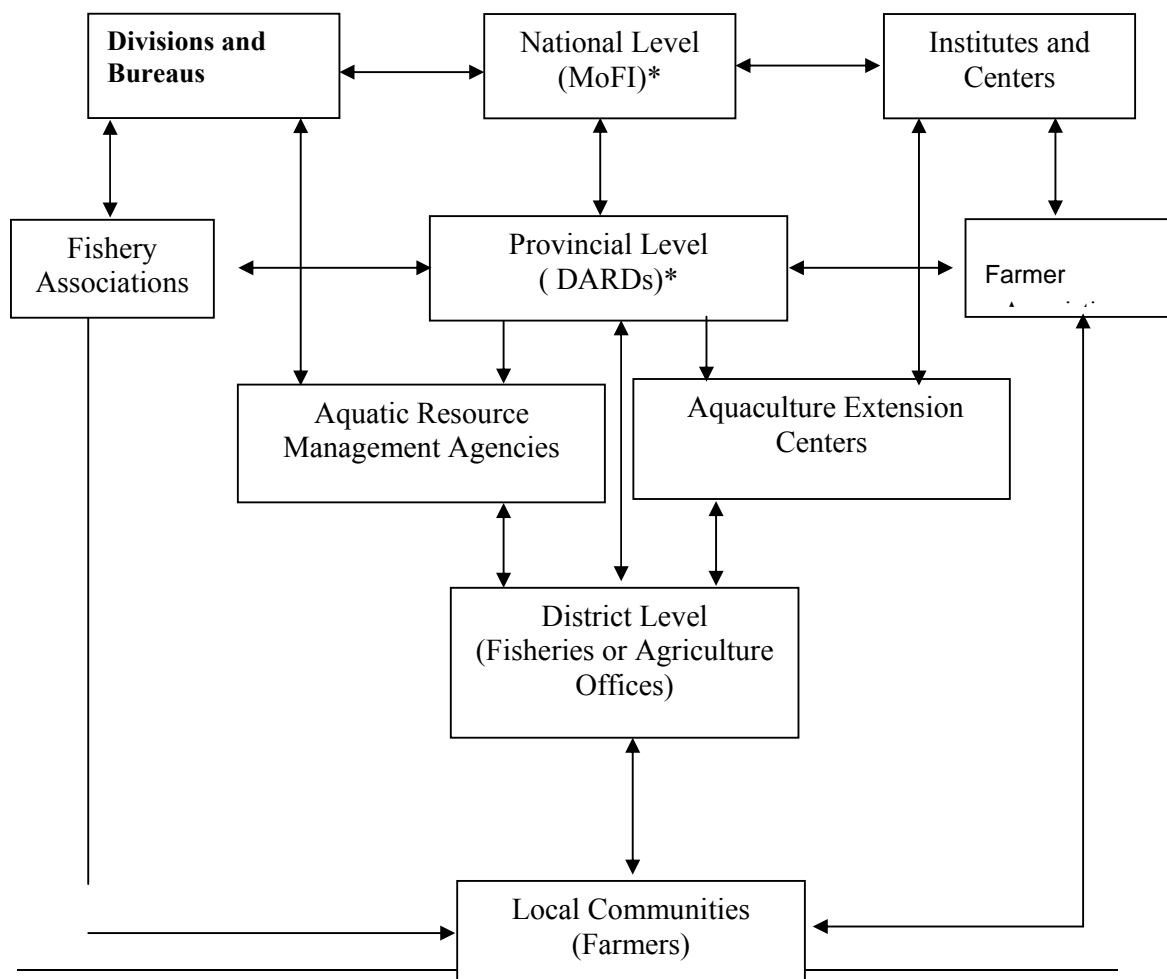 Divisions and
Bureaus
National Level
(MoFI)*
Institutes and
Centers
Fishery
Associations
Provincial Level
( DARDs)*
Farmer
Aquatic Resource
Management Agencies
Aquaculture Extension
Centers
District Level
(Fisheries or Agriculture
Offices)
Local Communities
(Farmers)